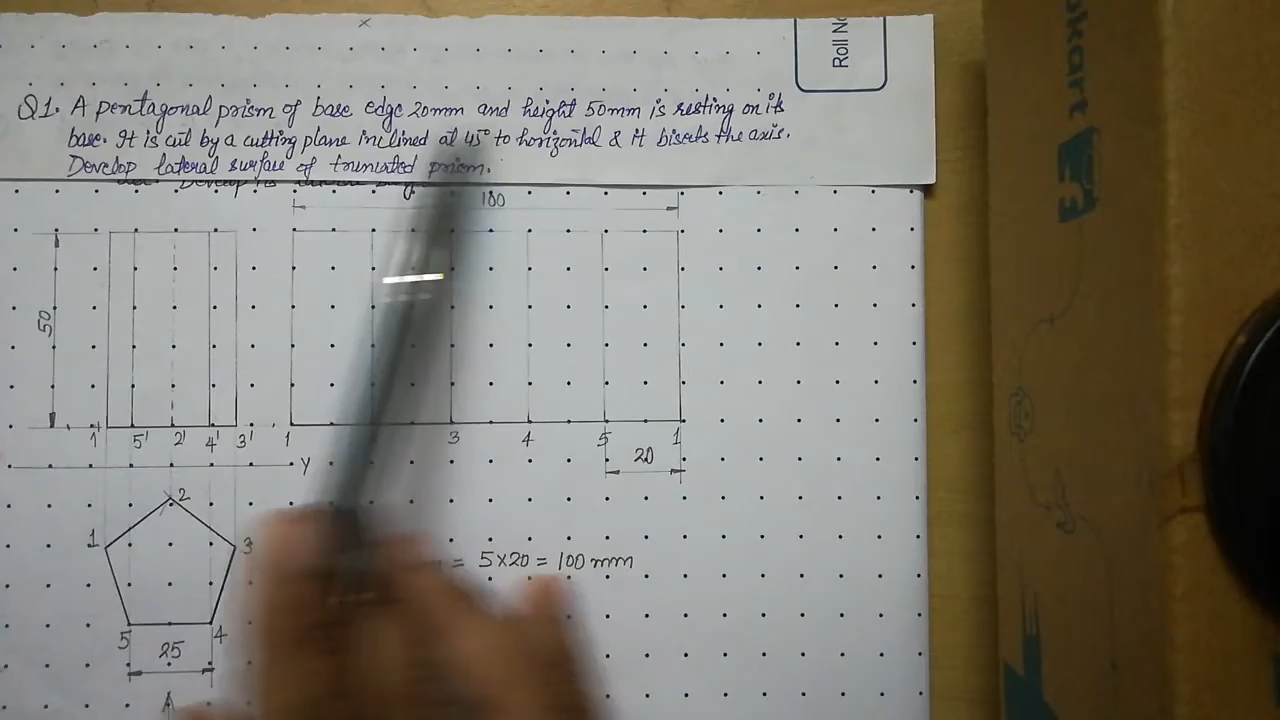 Roll No
Q1. A pentagonal prism of base edge 20mm and height 50mm is resting on its
base. It is cut by a cutting plane inclined at 45° to horizontal & it bisects the axis.
Develop lateral surface of truncated prism.
100
50
1' 5' 2' 4' 3' 1 3 4 5 1
20
Y
2
1 3
= 5×20 = 100 mm
5 4
25